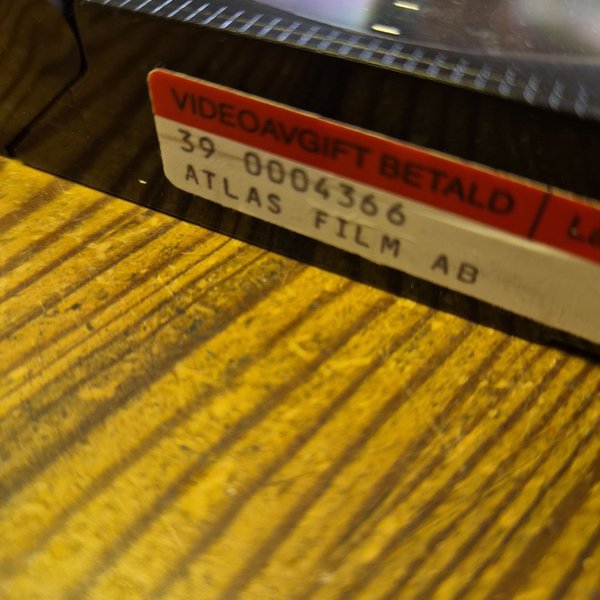 VIDEOAVGIFT BETALD
39 0004366
ATLAS FILM AB